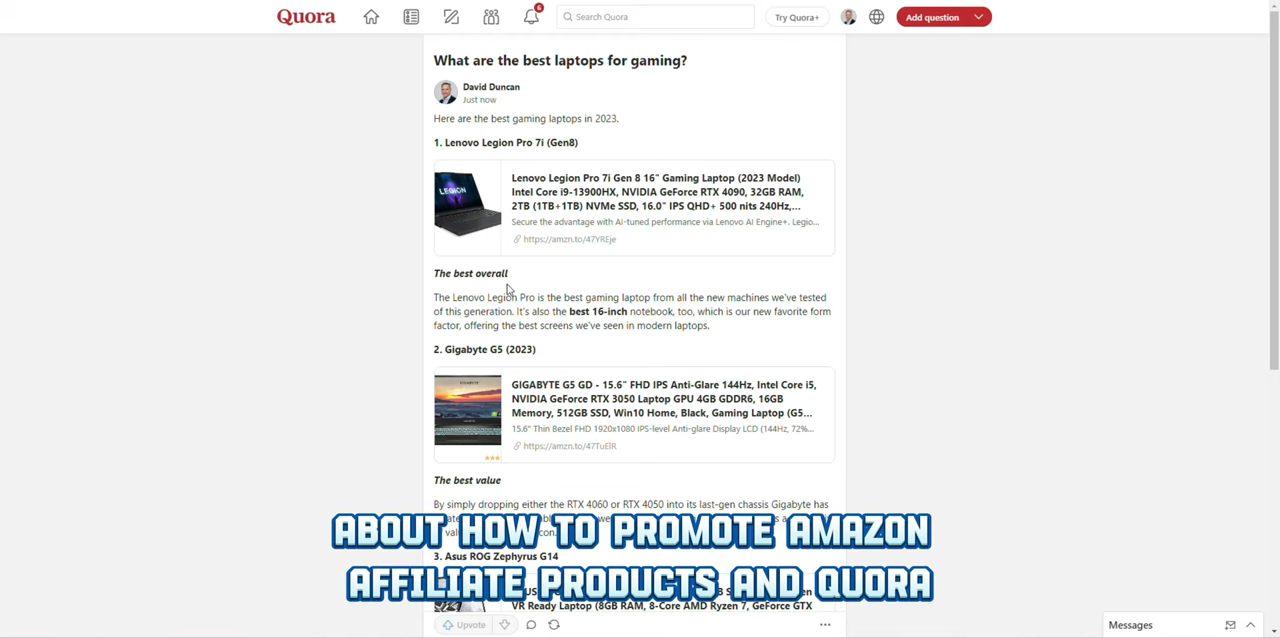 Quora
6
Search Quora
Try Quora+
Add question
What are the best laptops for gaming?
David Duncan
Just now
Here are the best gaming laptops in 2023.
1. Lenovo Legion Pro 7i (Gen8)
LEGION
Lenovo Legion Pro 7i Gen 8 16" Gaming Laptop (2023 Model)
Intel Core i9-13900HX, NVIDIA GeForce RTX 4090, 32GB RAM,
2TB (1TB+1TB) NVMe SSD, 16.0" IPS QHD+ 500 nits 240Hz,...
Secure the advantage with AI-tuned performance via Lenovo AI Engine+. Legio...
https://amzn.to/47YREje
The best overall
The Lenovo Legion Pro is the best gaming laptop from all the new machines we've tested
of this generation. It's also the best 16-inch notebook, too, which is our new favorite form
factor, offering the best screens we've seen in modern laptops.
2. Gigabyte G5 (2023)
GIGABYTE G5 GD - 15.6" FHD IPS Anti-Glare 144Hz, Intel Core i5,
NVIDIA GeForce RTX 3050 Laptop GPU 4GB GDDR6, 16GB
Memory, 512GB SSD, Win10 Home, Black, Gaming Laptop (G5...
15.6" Thin Bezel FHD 1920x1080 IPS-level Anti-glare Display LCD (144Hz, 72%...
https://amzn.to/47TuElR
The best value
By simply dropping either the RTX 4060 or RTX 4050 into its last-gen chassis Gigabyte has
ABOUT HOW TO PROMOTE AMAZON
3. Asus ROG Zephyrus G14
AFFILIATE PRODUCTS AND QUORA
VR Ready Laptop (8GB RAM, 8-Core AMD Ryzen 7, GeForce GTX
Upvote
Messages